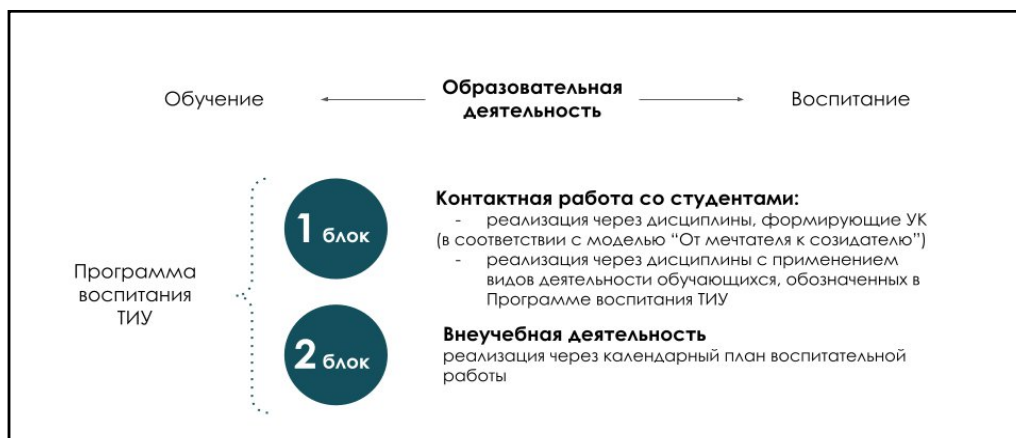 Обучение
Образовательная
деятельность
Воспитание
Программа
воспитания
ТИУ
1 блок
Контактная работа со студентами:
- реализация через дисциплины, формирующие УК
(в соответствии с моделью “От мечтателя к созидателю”)
- реализация через дисциплины с применением
видов деятельности обучающихся, обозначенных в
Программе воспитания ТИУ
2 блок
Внеучебная деятельность
реализация через календарный план воспитательной
работы